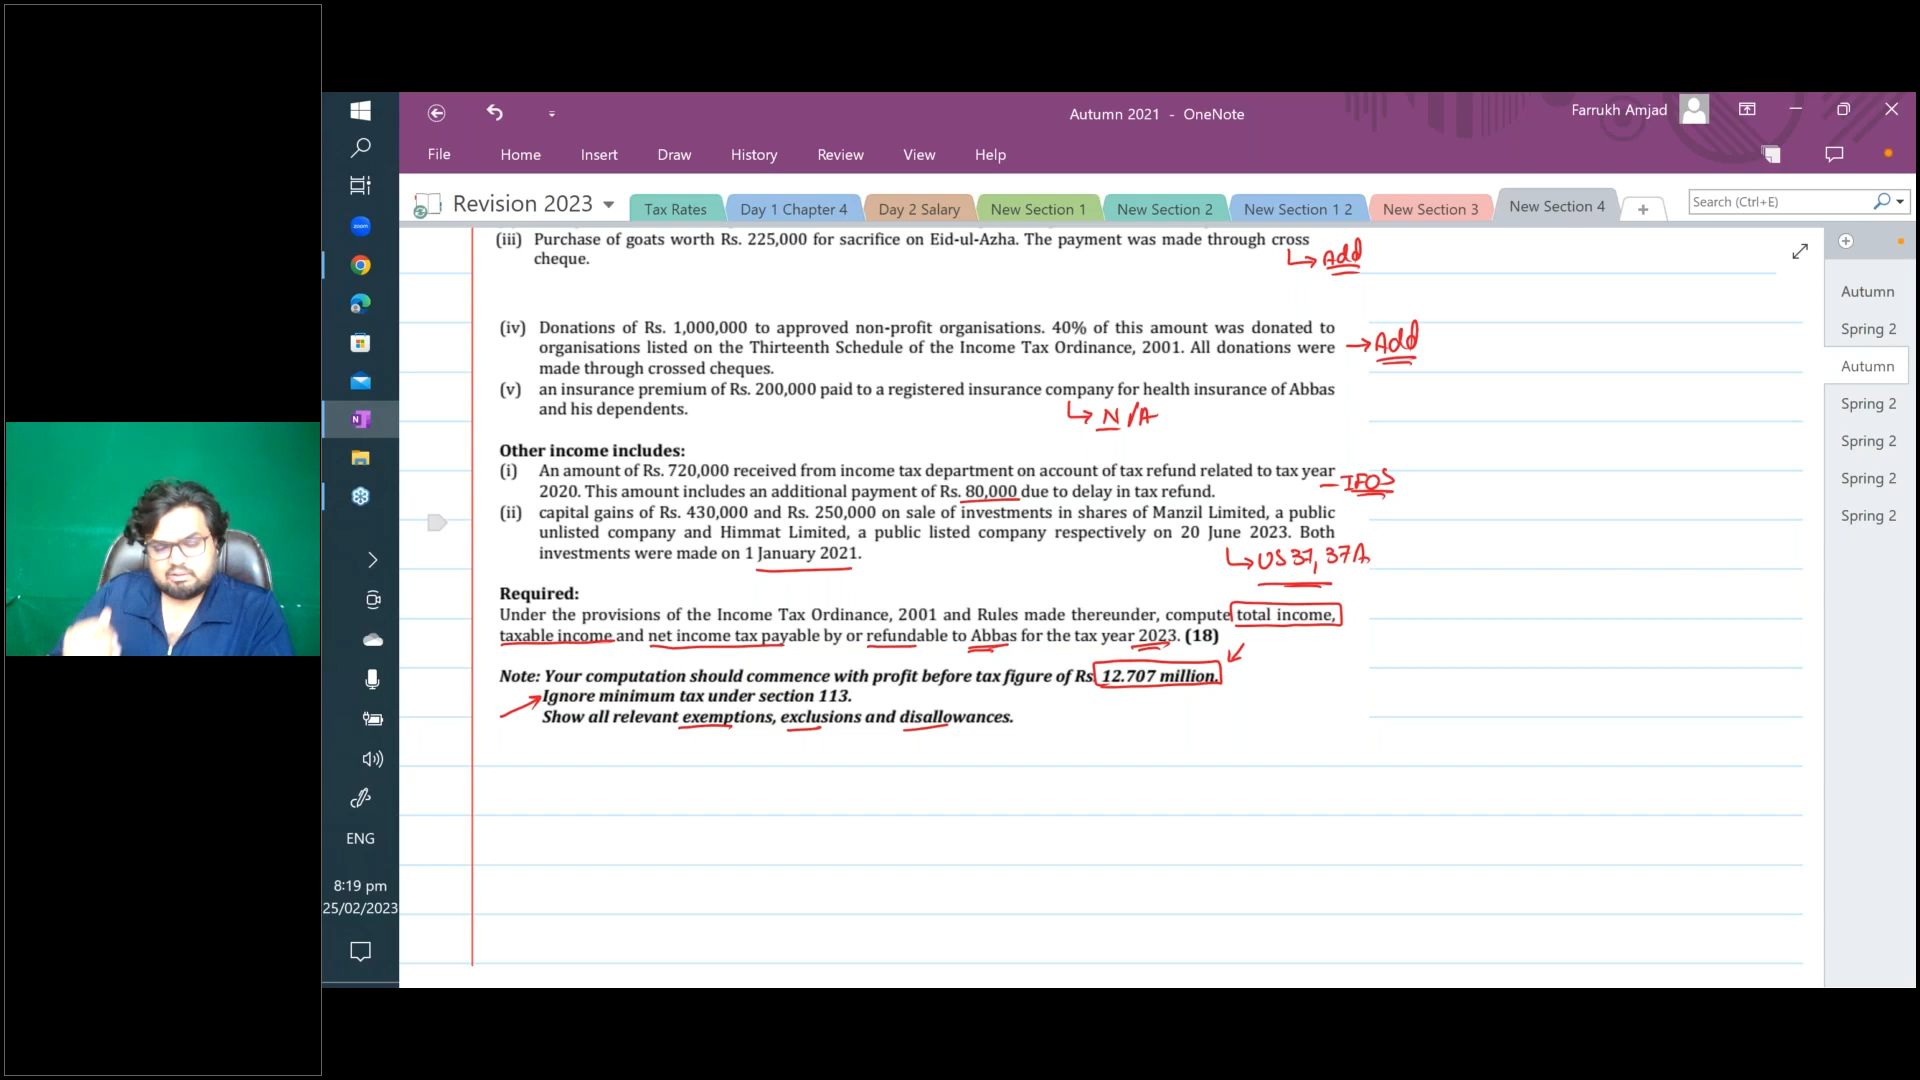 Autumn 2021 - OneNote
Farrukh Amjad
File Home Insert Draw History Review View Help
Revision 2023
Tax Rates
Day 1 Chapter 4
Day 2 Salary
New Section 1
New Section 2
New Section 1 2
New Section 3
New Section 4
+
Search (Ctrl+E)
(iii) Purchase of goats worth Rs. 225,000 for sacrifice on Eid-ul-Azha. The payment was made through cross
cheque.
Add
(iv) Donations of Rs. 1,000,000 to approved non-profit organisations. 40% of this amount was donated to
organisations listed on the Thirteenth Schedule of the Income Tax Ordinance, 2001. All donations were
made through crossed cheques.
Add
(v) an insurance premium of Rs. 200,000 paid to a registered insurance company for health insurance of Abbas
and his dependents.
N/A
Other income includes:
(i) An amount of Rs. 720,000 received from income tax department on account of tax refund related to tax year
2020. This amount includes an additional payment of Rs. 80,000 due to delay in tax refund.
IFOS
(ii) capital gains of Rs. 430,000 and Rs. 250,000 on sale of investments in shares of Manzil Limited, a public
unlisted company and Himmat Limited, a public listed company respectively on 20 June 2023. Both
investments were made on 1 January 2021.
US 37, 37A
Required:
Under the provisions of the Income Tax Ordinance, 2001 and Rules made thereunder, compute total income,
taxable income and net income tax payable by or refundable to Abbas for the tax year 2023. (18)
Note: Your computation should commence with profit before tax figure of Rs 12.707 million.
Ignore minimum tax under section 113.
Show all relevant exemptions, exclusions and disallowances.
Autumn
Spring 2
Autumn
Spring 2
Spring 2
Spring 2
Spring 2
zoom
N
ENG
8:19 pm
25/02/2023